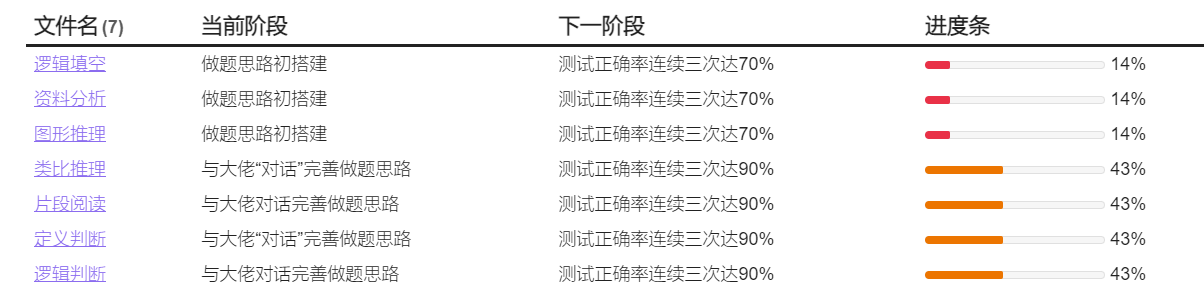 文件名(7) 当前阶段 下一阶段 进度条
逻辑填空 做题思路初搭建 测试正确率连续三次达70% 14%
资料分析 做题思路初搭建 测试正确率连续三次达70% 14%
图形推理 做题思路初搭建 测试正确率连续三次达70% 14%
类比推理 与大佬“对话”完善做题思路 测试正确率连续三次达90% 43%
片段阅读 与大佬对话完善做题思路 测试正确率连续三次达90% 43%
定义判断 与大佬“对话”完善做题思路 测试正确率连续三次达90% 43%
逻辑判断 与大佬对话完善做题思路 测试正确率连续三次达90% 43%